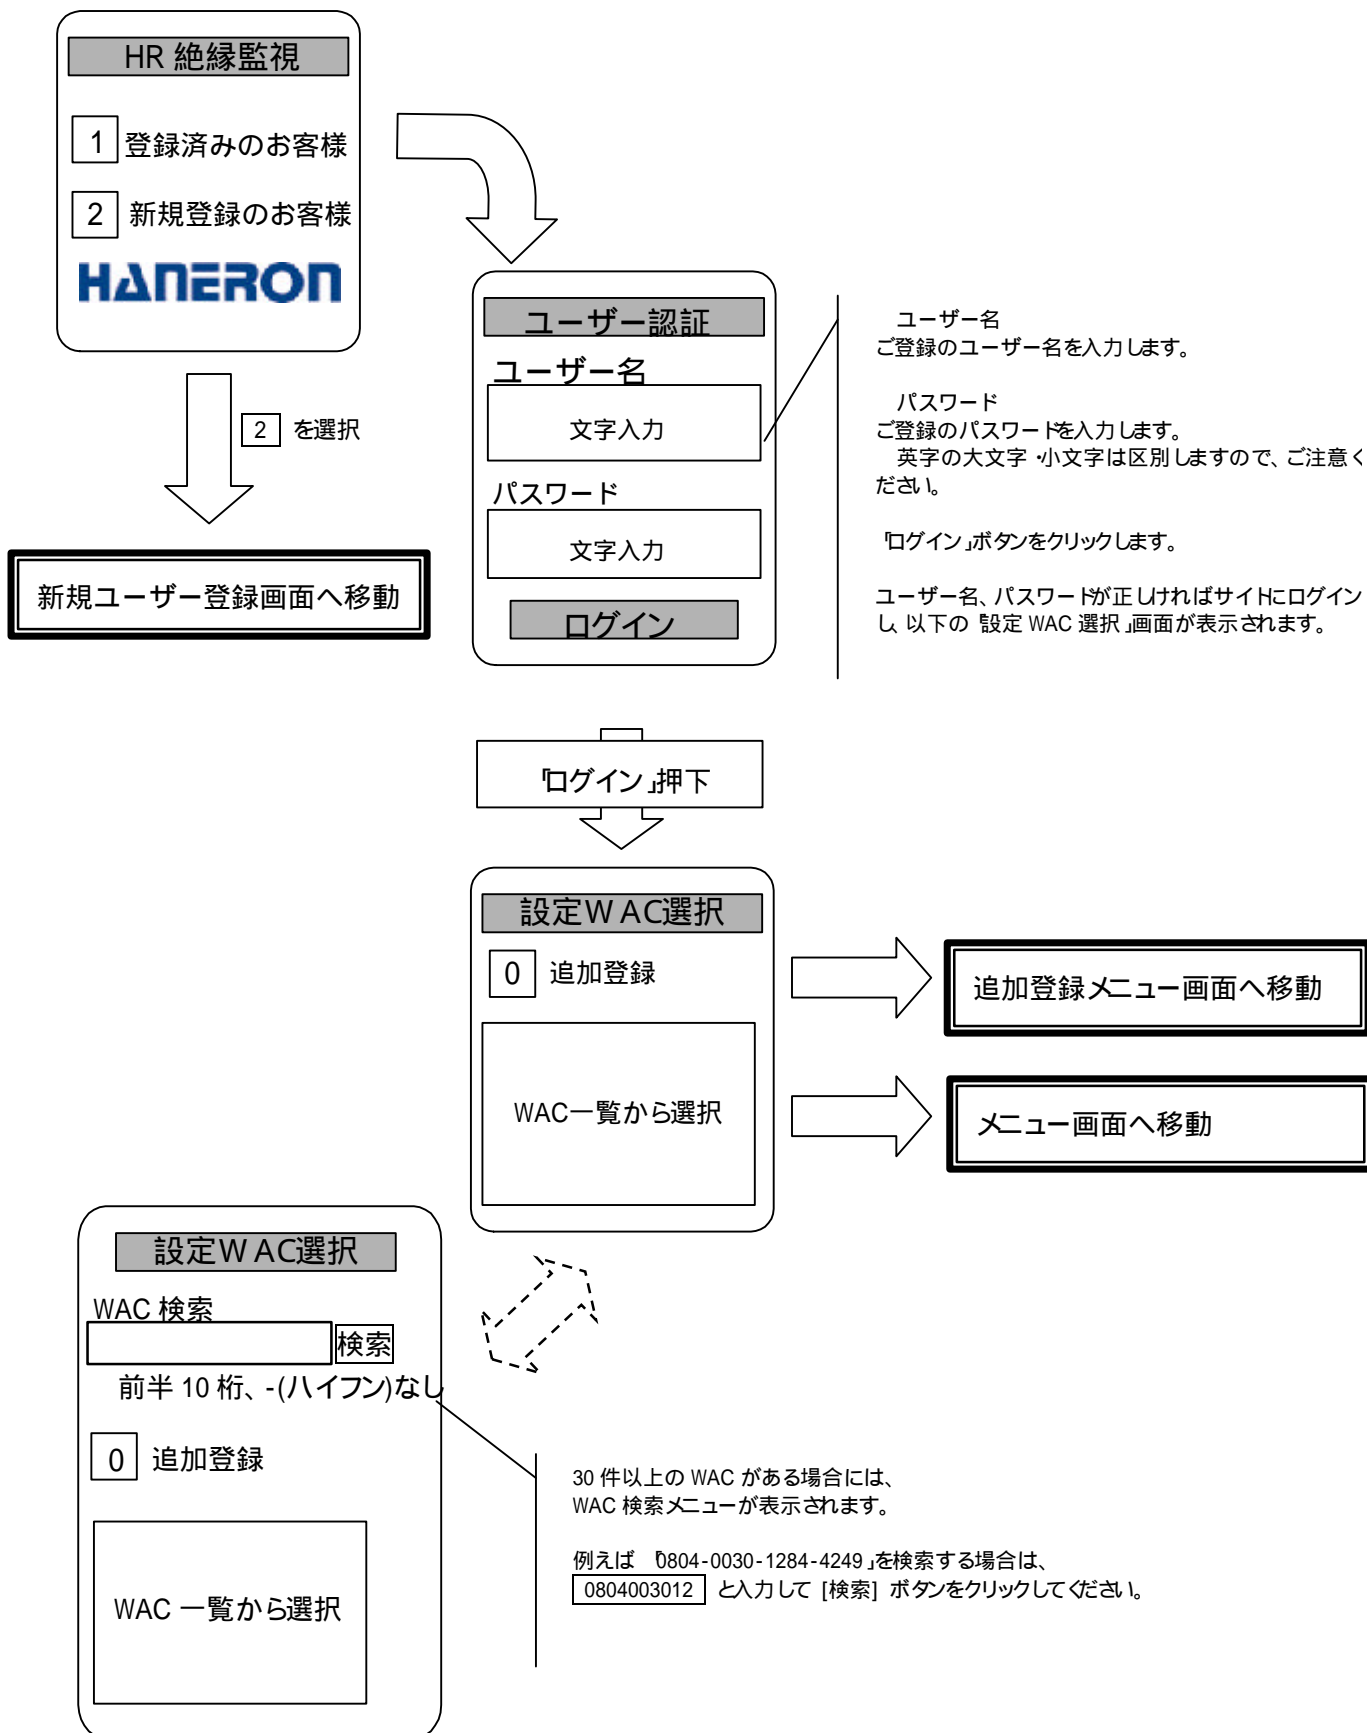 HR 絶縁監視
1 登録済みのお客様
2 新規登録のお客様
HANERON
2 を選択
新規ユーザー登録画面へ移動
ユーザー認証
ユーザー名
文字入力
パスワード
文字入力
ログイン
ユーザー名
ご登録のユーザー名を入力します。
パスワード
ご登録のパスワードを入力します。
英字の大文字・小文字は区別しますので、ご注意く
ださい。
「ログイン」ボタンをクリックします。
ユーザー名、パスワードが正しければサイトにログイン
し、以下の「設定 WAC 選択」画面が表示されます。
「ログイン」押下
設定WAC選択
0 追加登録
WAC一覧から選択
追加登録メニュー画面へ移動
メニュー画面へ移動
設定WAC選択
WAC 検索
検索
前半 10 桁、-(ハイフン)なし
0 追加登録
WAC 一覧から選択
30 件以上の WAC がある場合には、
WAC 検索メニューが表示されます。
例えば 「0804-0030-1284-4249」を検索する場合は、
0804003012 と入力して [検索] ボタンをクリックしてください。